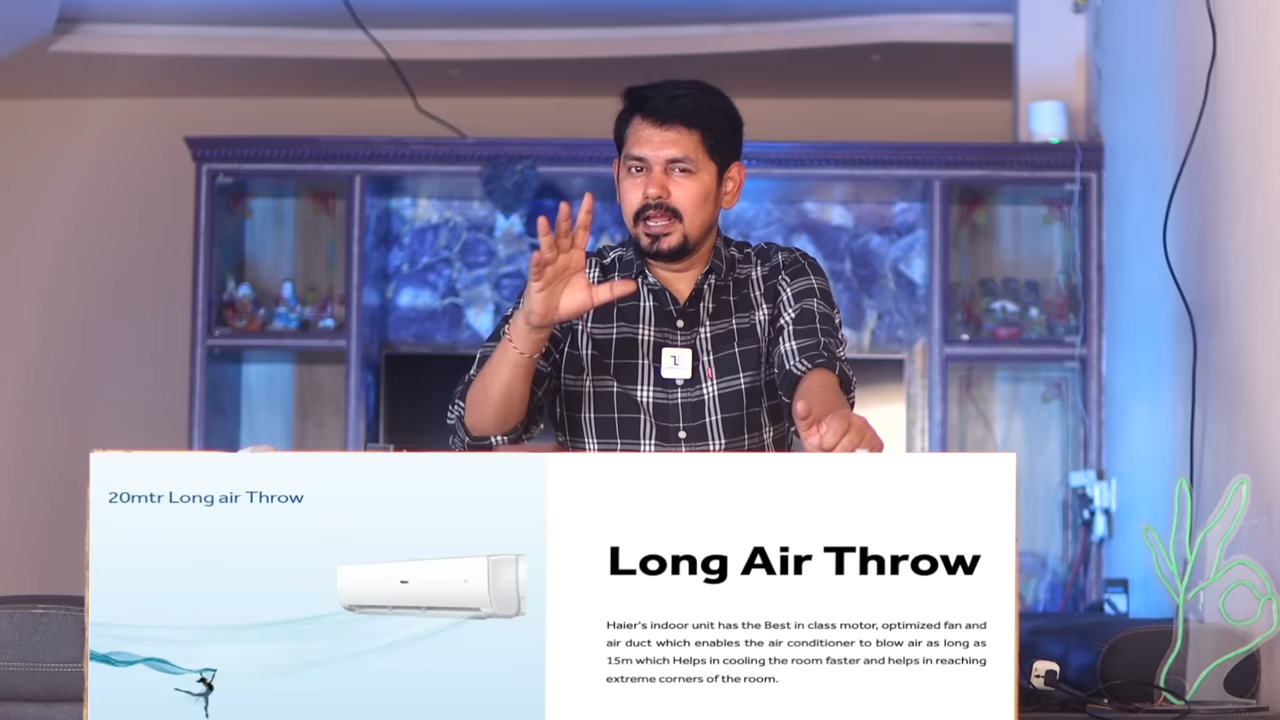 20mtr Long air Throw
Haier
Long Air Throw
Haier's indoor unit has the Best in class motor, optimized fan and
air duct which enables the air conditioner to blow air as long as
15m which Helps in cooling the room faster and helps in reaching
extreme corners of the room.